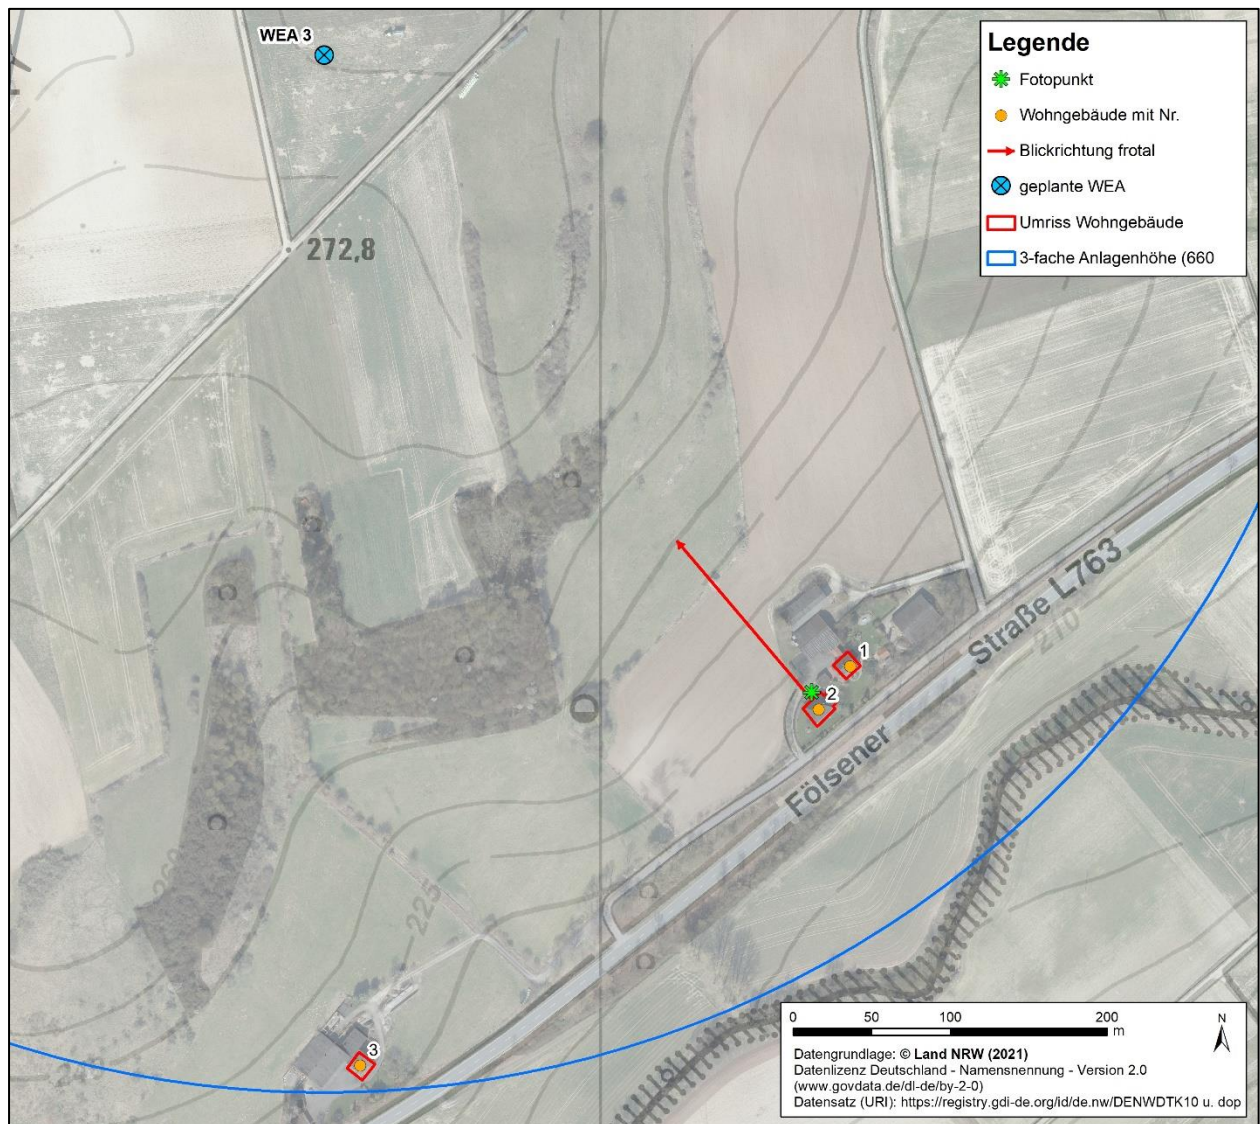 WEA 3
Legende
Fotopunkt
Wohngebäude mit Nr.
Blickrichtung frotal
geplante WEA
Umriss Wohngebäude
3-fache Anlagenhöhe (660
272,8
1
2
Fölsener Straße L763
210
225
3
0 50 100 200
m
N
Datengrundlage: © Land NRW (2021)
Datenlizenz Deutschland - Namensnennung - Version 2.0
(www.govdata.de/dl-de/by-2-0)
Datensatz (URI): https://registry.gdi-de.org/id/de.nw/DENWDTK10 u. dop